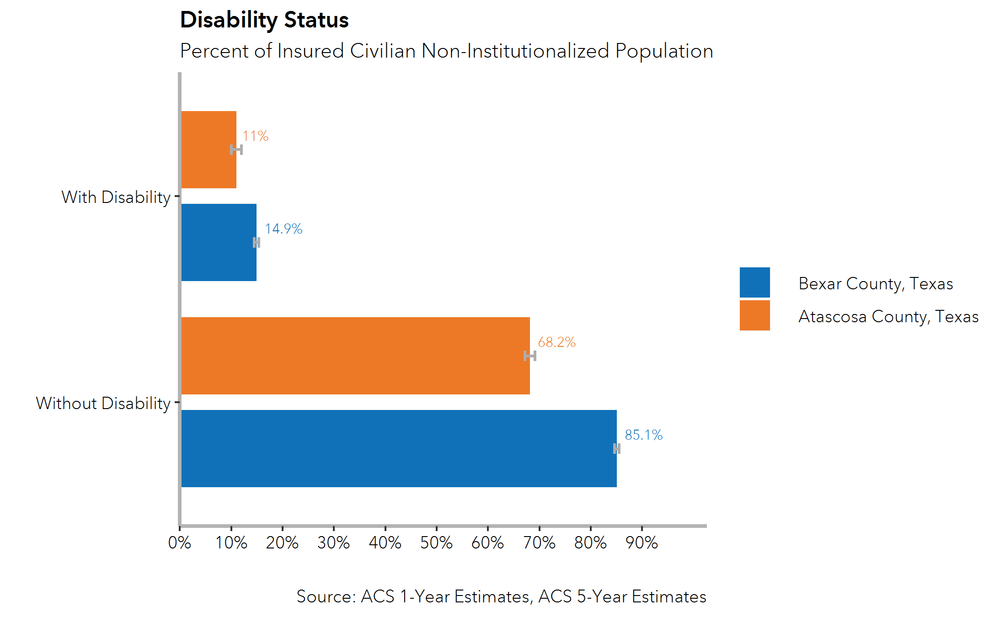 Disability Status
Percent of Insured Civilian Non-Institutionalized Population
11%
With Disability
14.9%
Bexar County, Texas
Atascosa County, Texas
68.2%
Without Disability
85.1%
0% 10% 20% 30% 40% 50% 60% 70% 80% 90%
Source: ACS 1-Year Estimates, ACS 5-Year Estimates